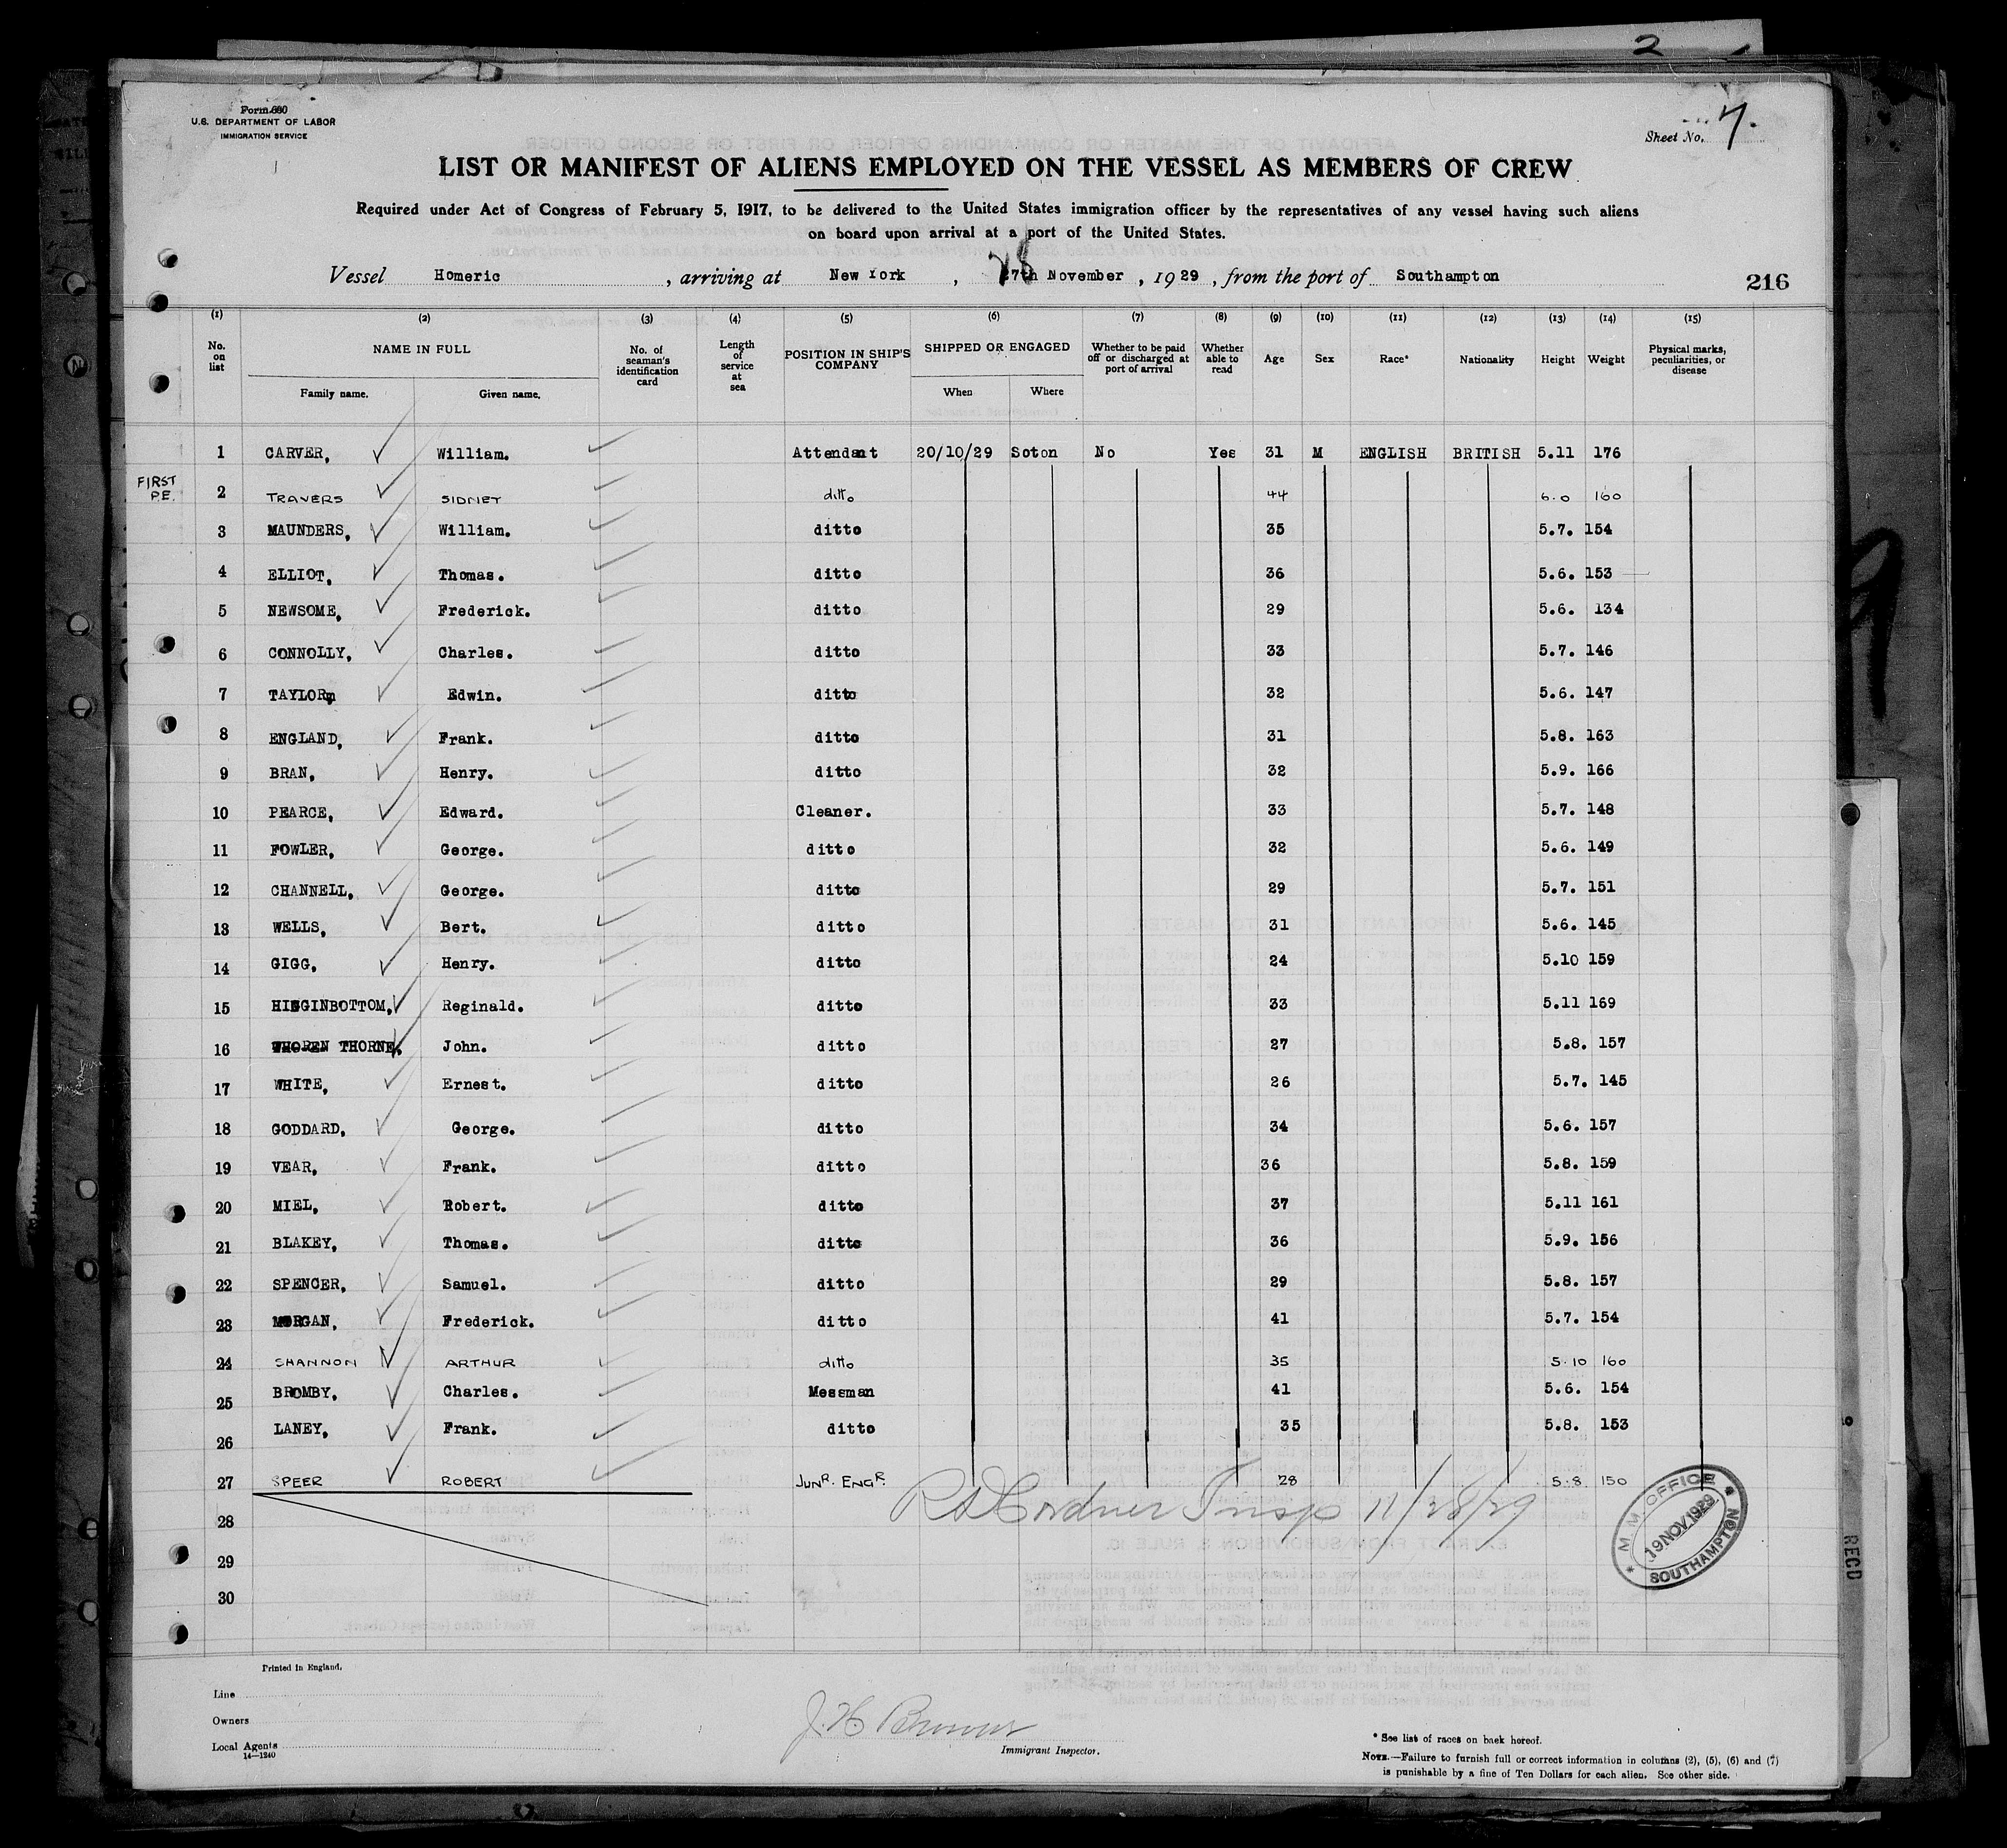 2
Form 680
U.S. DEPARTMENT OF LABOR
IMMIGRATION SERVICE
Sheet No. 7.
LIST OR MANIFEST OF ALIENS EMPLOYED ON THE VESSEL AS MEMBERS OF CREW
Required under Act of Congress of February 5, 1917, to be delivered to the United States immigration officer by the representatives of any vessel having such aliens
on board upon arrival at a port of the United States.
Vessel Homeric, arriving at New York, 28 27th November, 1929, from the port of Southampton
216
(1) (2) (3) (4) (5) (6) (7) (8) (9) (10) (11) (12) (13) (14) (15)
No. on list NAME IN FULL No. of seaman's identification card Length of service at sea POSITION IN SHIP'S COMPANY SHIPPED OR ENGAGED Whether to be paid off or discharged at port of arrival Whether able to read Age Sex Race* Nationality Height Weight Physical marks, peculiarities, or disease
Family name. Given name. When Where
1 CARVER, William. Attendant 20/10/29 Soton No Yes 31 M ENGLISH BRITISH 5.11 176
FIRST P.E. 2 TRAVERS SIDNEY ditto 44 6.0 160
3 MAUNDERS, William. ditto 35 5.7. 154
4 ELLIOT, Thomas. ditto 36 5.6. 153
5 NEWSOME, Frederick. ditto 29 5.6. 134
6 CONNOLLY, Charles. ditto 33 5.7. 146
7 TAYLOR, Edwin. ditto 32 5.6. 147
8 ENGLAND, Frank. ditto 31 5.8. 163
9 BRAN, Henry. ditto 32 5.9. 166
10 PEARCE, Edward. Cleaner. 33 5.7. 148
11 FOWLER, George. ditto 32 5.6. 149
12 CHANNELL, George. ditto 29 5.7. 151
13 WELLS, Bert. ditto 31 5.6. 145
14 GIGG, Henry. ditto 24 5.10 159
15 HIGGINBOTTOM, Reginald. ditto 33 5.11 169
16 WHOREN THORNE, John. ditto 27 5.8. 157
17 WHITE, Ernest. ditto 26 5.7. 145
18 GODDARD, George. ditto 34 5.6. 157
19 VEAR, Frank. ditto 36 5.8. 159
20 MIEL, Robert. ditto 37 5.11 161
21 BLAKEY, Thomas. ditto 36 5.9. 156
22 SPENCER, Samuel. ditto 29 5.8. 157
23 MORGAN, Frederick. ditto 41 5.7. 154
24 SHANNON ARTHUR ditto 35 5.10 160
25 BROMBY, Charles. Messman 41 5.6. 154
26 LANEY, Frank. ditto 35 5.8. 153
27 SPEER ROBERT JUNR. ENGR. 28 5.8 150
28
29
30
Insp 11/28/29
M.M. OFFICE
19 NOV 1929
SOUTHAMPTON
RECD
Printed in England.
Line
Owners
Local Agents
14—1240
Immigrant Inspector.
* See list of races on back hereof.
NOTE.—Failure to furnish full or correct information in columns (2), (5), (6) and (7)
is punishable by a fine of Ten Dollars for each alien. See other side.